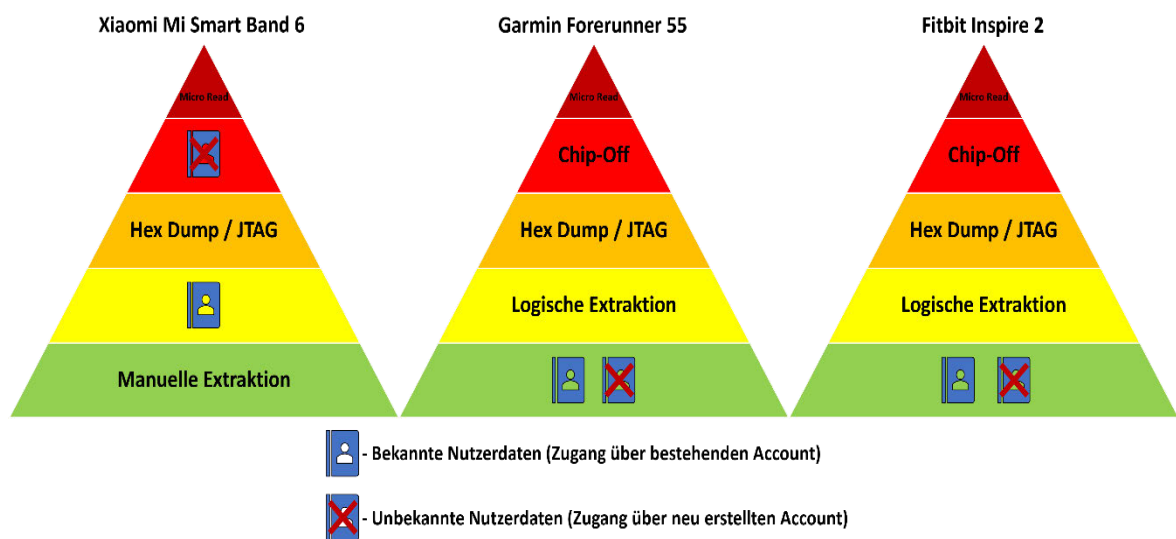 Xiaomi Mi Smart Band 6
Garmin Forerunner 55
Fitbit Inspire 2
Micro Read
Micro Read
Micro Read
Chip-Off
Chip-Off
Hex Dump / JTAG
Hex Dump / JTAG
Hex Dump / JTAG
Logische Extraktion
Logische Extraktion
Manuelle Extraktion
- Bekannte Nutzerdaten (Zugang über bestehenden Account)
- Unbekannte Nutzerdaten (Zugang über neu erstellten Account)